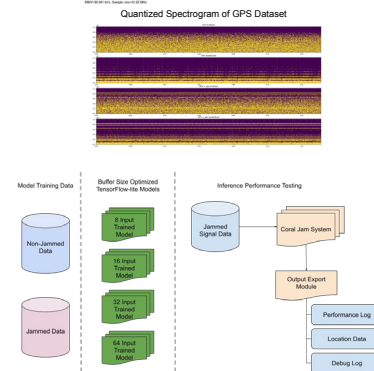 Quantized Spectrogram of GPS Dataset
Model Training Data
Buffer Size Optimized
TensorFlow-lite Models
Inference Performance Testing
Non-Jammed
Data
Jammed Data
8 Input
Trained
Model
16 Input
Trained
Model
32 Input
Trained
Model
64 Input
Trained
Model
Jammed
Signal Data
Coral Jam System
Output Export
Module
Performance Log
Location Data
Debug Log